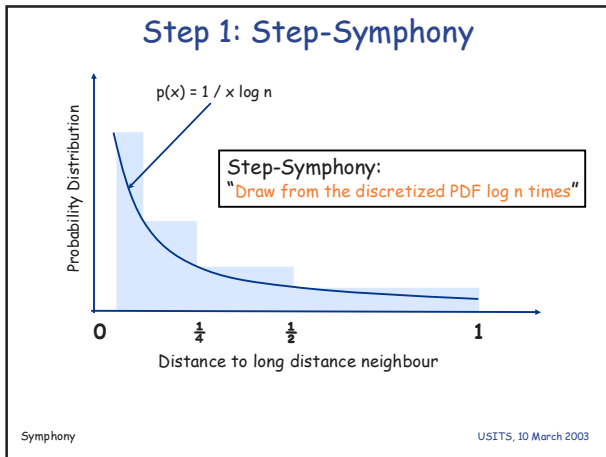 Step 1: Step-Symphony
p(x) = 1 / x log n
Probability Distribution
Step-Symphony:
“Draw from the discretized PDF log n times”
0 ¼ ½ 1
Distance to long distance neighbour
Symphony
USITS, 10 March 2003